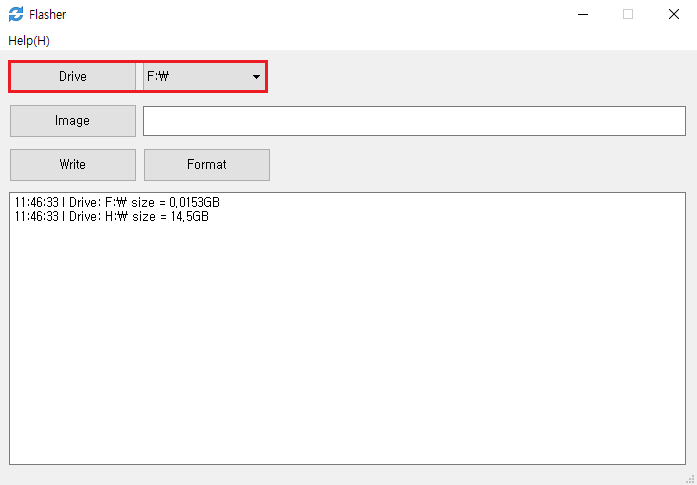 Flasher
Help(H)
Drive F:₩
Image
Write Format
11:46:33 I Drive: F:₩ size = 0,0153GB
11:46:33 I Drive: H:₩ size = 14,5GB